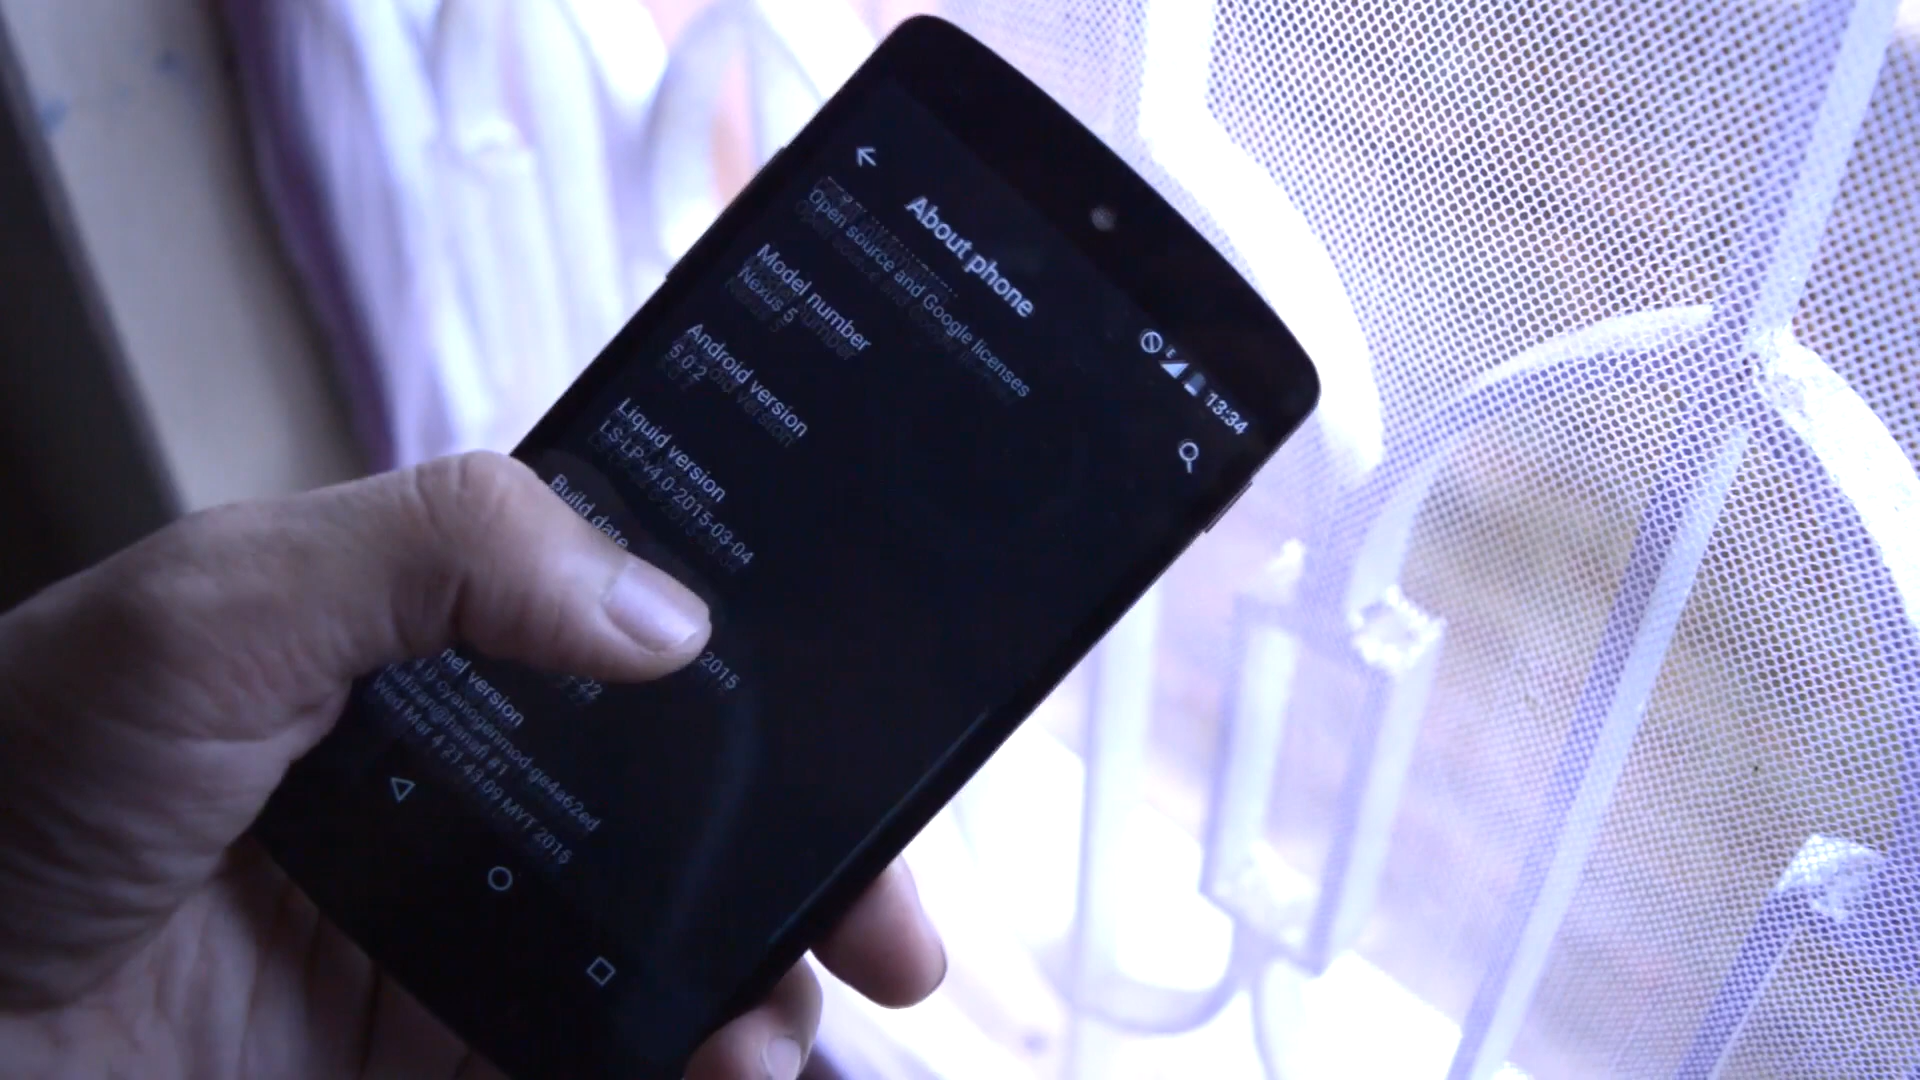 13:34
About phone
Open source and Google licenses
Model number
Nexus 5
Android version
5.0.2
Liquid version
LS-LP-v4.0-2015-03-04
Build date
2015
22
nel version
cyanogenmod-ge4a62ed
#1
Wed Mar 4 21:43:09 MYT 2015